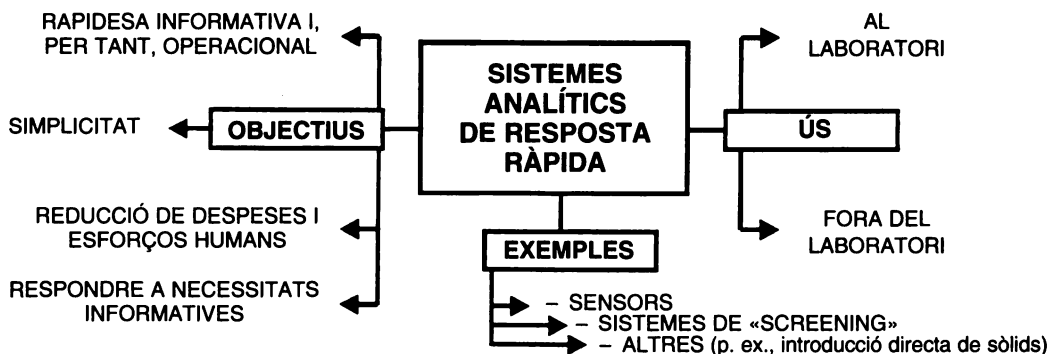 RAPIDESA INFORMATIVA I,
PER TANT, OPERACIONAL
SIMPLICITAT
OBJECTIUS
REDUCCIÓ DE DESPESES I
ESFORÇOS HUMANS
RESPONDRE A NECESSITATS
INFORMATIVES
SISTEMES
ANALÍTICS
DE RESPOSTA
RÀPIDA
EXEMPLES
– SENSORS
– SISTEMES DE «SCREENING»
– ALTRES (p. ex., introducció directa de sòlids)
AL
LABORATORI
ÚS
FORA DEL
LABORATORI